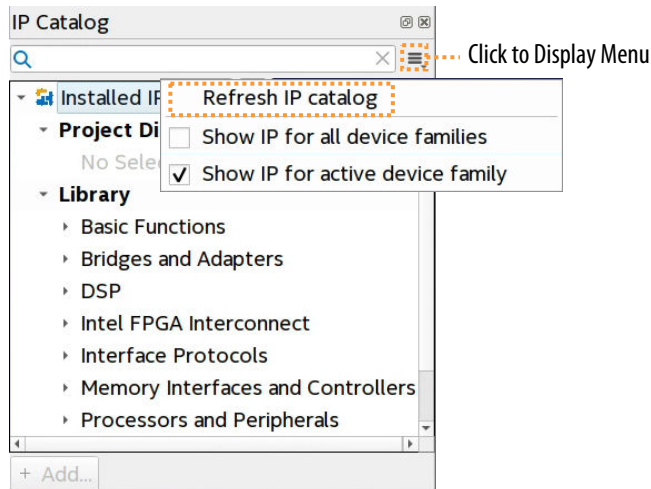 IP Catalog
Click to Display Menu
Installed IP
Refresh IP catalog
Project Di
Show IP for all device families
No Sele
Show IP for active device family
Library
Basic Functions
Bridges and Adapters
DSP
Intel FPGA Interconnect
Interface Protocols
Memory Interfaces and Controllers
Processors and Peripherals
+ Add...